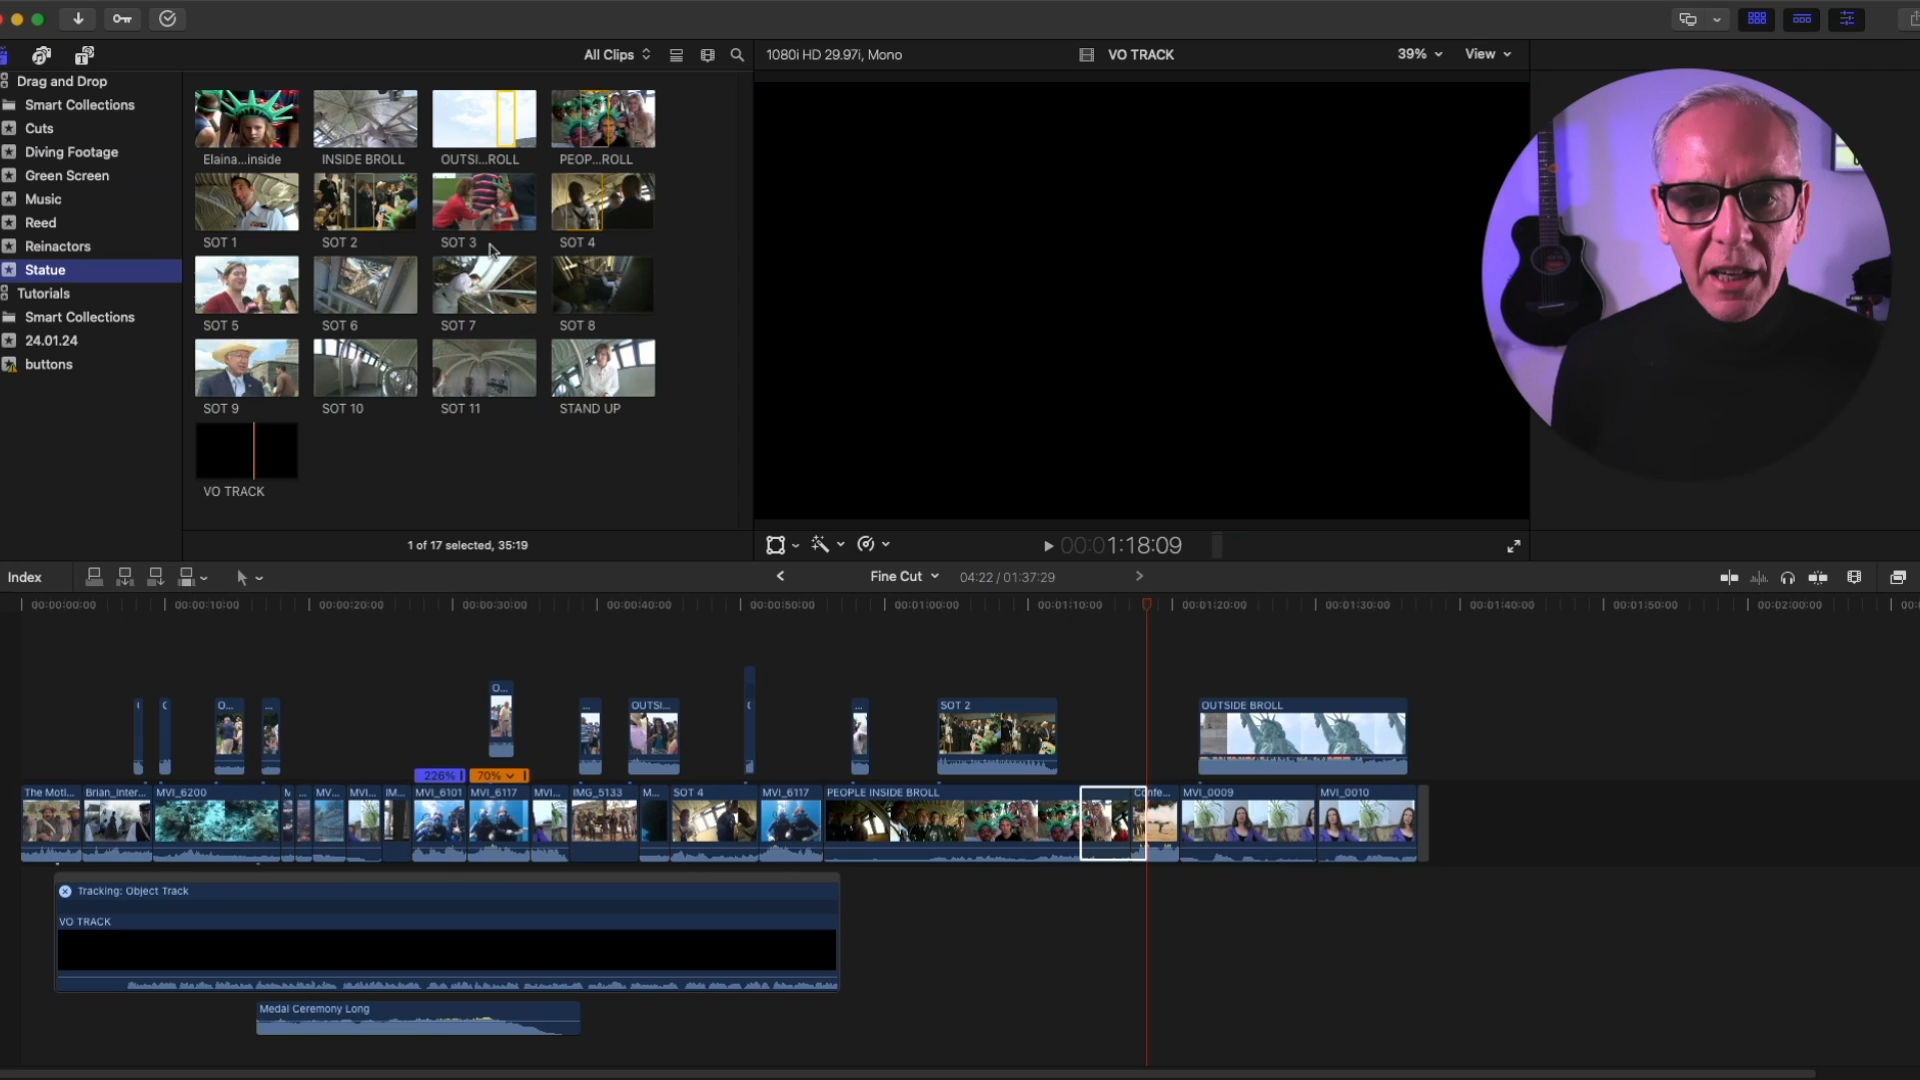 All Clips
1080i HD 29.97i, Mono
VO TRACK
39%
View
Drag and Drop
Smart Collections
Cuts
Diving Footage
Green Screen
Music
Reed
Reinactors
Statue
Tutorials
Smart Collections
24.01.24
buttons
Elaina...inside
INSIDE BROLL
OUTSI...ROLL
PEOP...ROLL
SOT 1
SOT 2
SOT 3
SOT 4
SOT 5
SOT 6
SOT 7
SOT 8
SOT 9
SOT 10
SOT 11
STAND UP
VO TRACK
1 of 17 selected, 35:19
00:01:18:09
Index
Fine Cut
04:22 / 01:37:29
00:00:00:00
00:00:10:00
00:00:20:00
00:00:30:00
00:00:40:00
00:00:50:00
00:01:00:00
00:01:10:00
00:01:20:00
00:01:30:00
00:01:40:00
00:01:50:00
00:02:00:00
O...
O...
...
...
OUTSI...
...
SOT 2
OUTSIDE BROLL
226%
70%
The Moti...
Brian_Inter...
MVI_6200
M
...
MV...
MVI...
IM...
MVI_6101
MVI_6117
MVI...
IMG_5133
M...
SOT 4
MVI_6117
PEOPLE INSIDE BROLL
Confe...
MVI_0009
MVI_0010
Tracking: Object Track
VO TRACK
Medal Ceremony Long